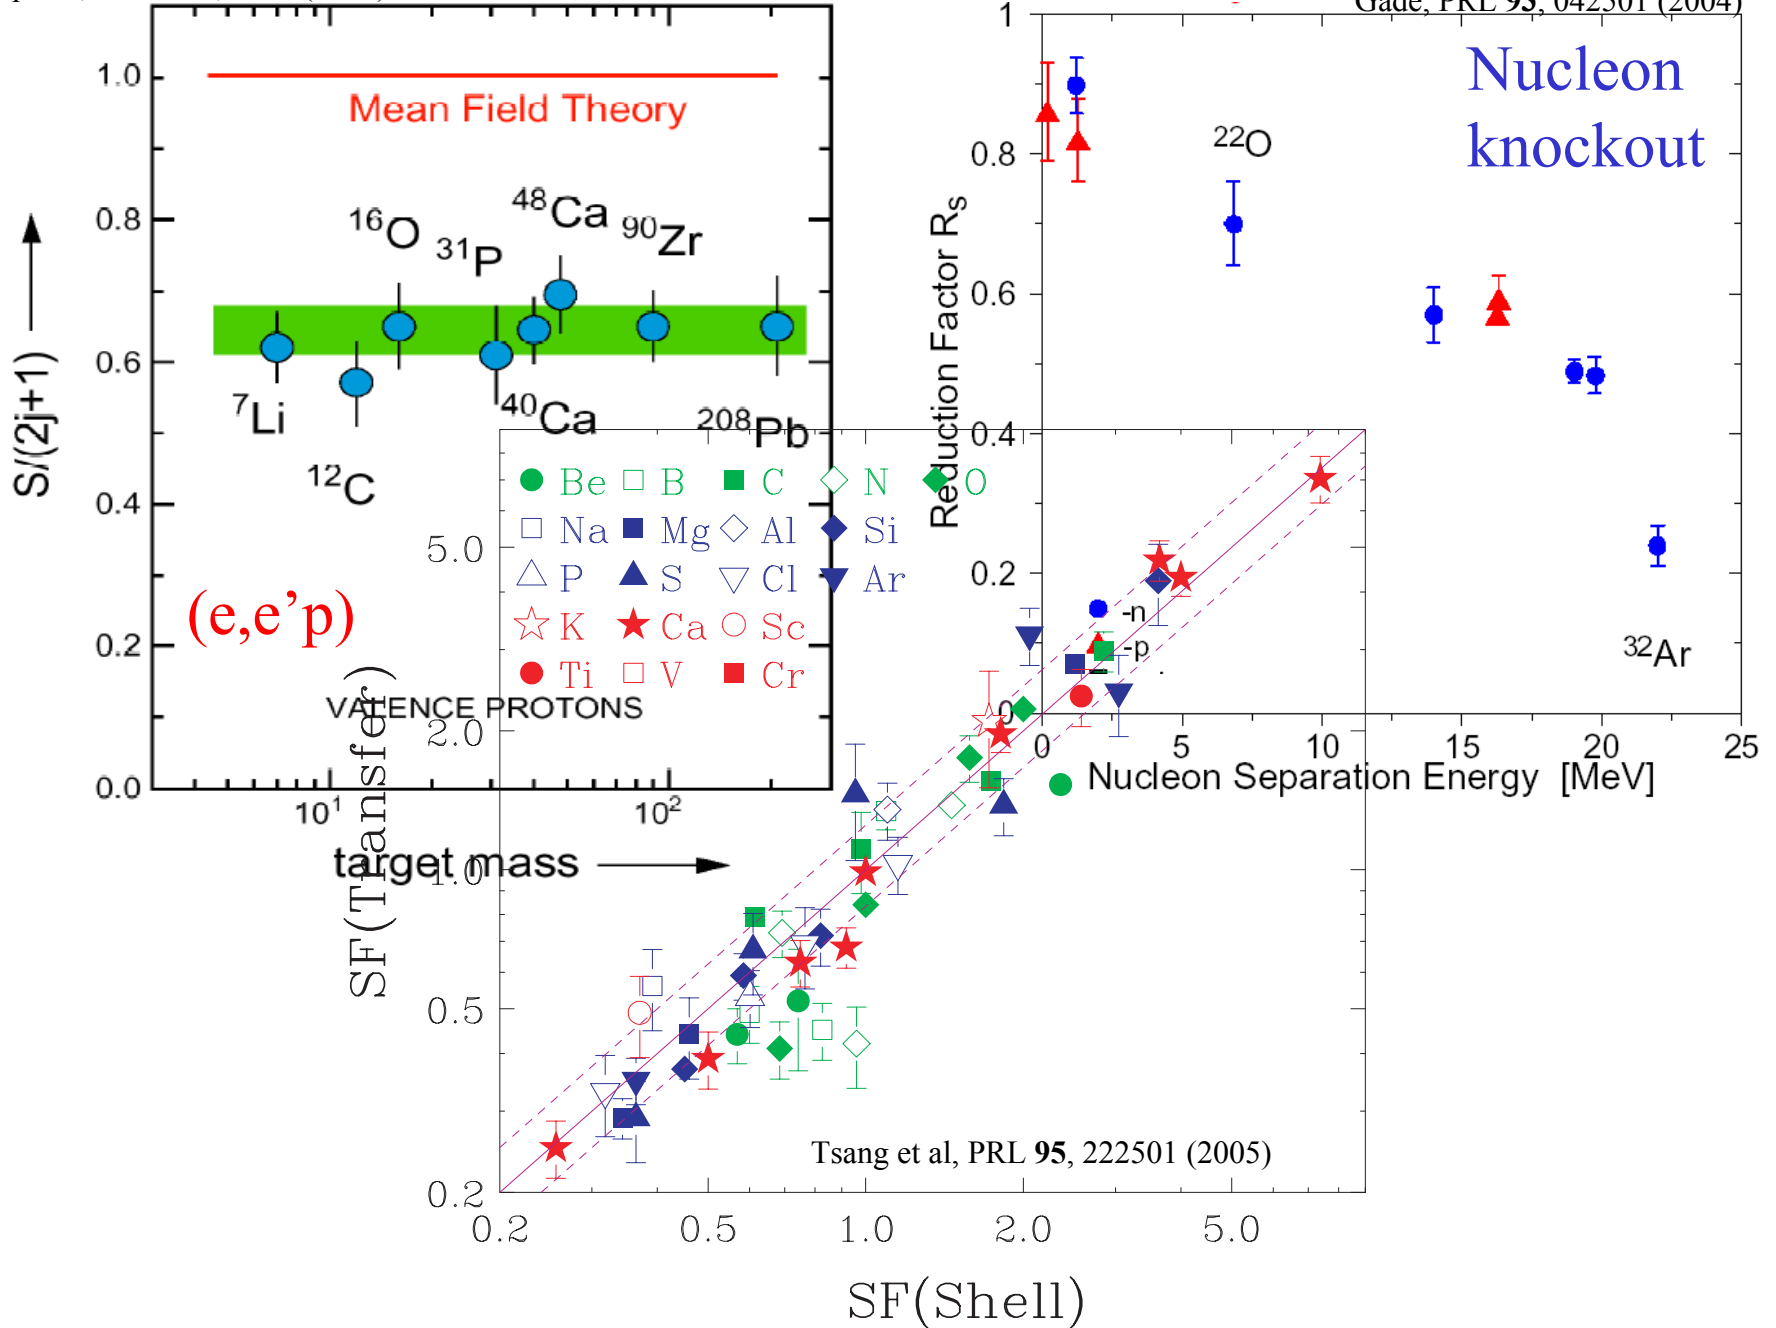 Gade, PRL 93, 042501 (2004)
1.0
Mean Field Theory
0.8
16O
31P
48Ca
90Zr
S/(2j+1)
0.6
7Li
12C
40Ca
208Pb
0.4
(e,e’p)
0.2
VALENCE PROTONS
0.0
10¹
10²
target mass
1
Nucleon
knockout
22O
0.8
Reduction Factor Rs
0.6
0.4
0.2
-n
-p
32Ar
0
0 5 10 15 20 25
Nucleon Separation Energy [MeV]
Be B C N O
Na Mg Al Si
P S Cl Ar
K Ca Sc
Ti V Cr
5.0
2.0
1.0
0.5
0.2
SF(Transfer)
Tsang et al, PRL 95, 222501 (2005)
0.2 0.5 1.0 2.0 5.0
SF(Shell)